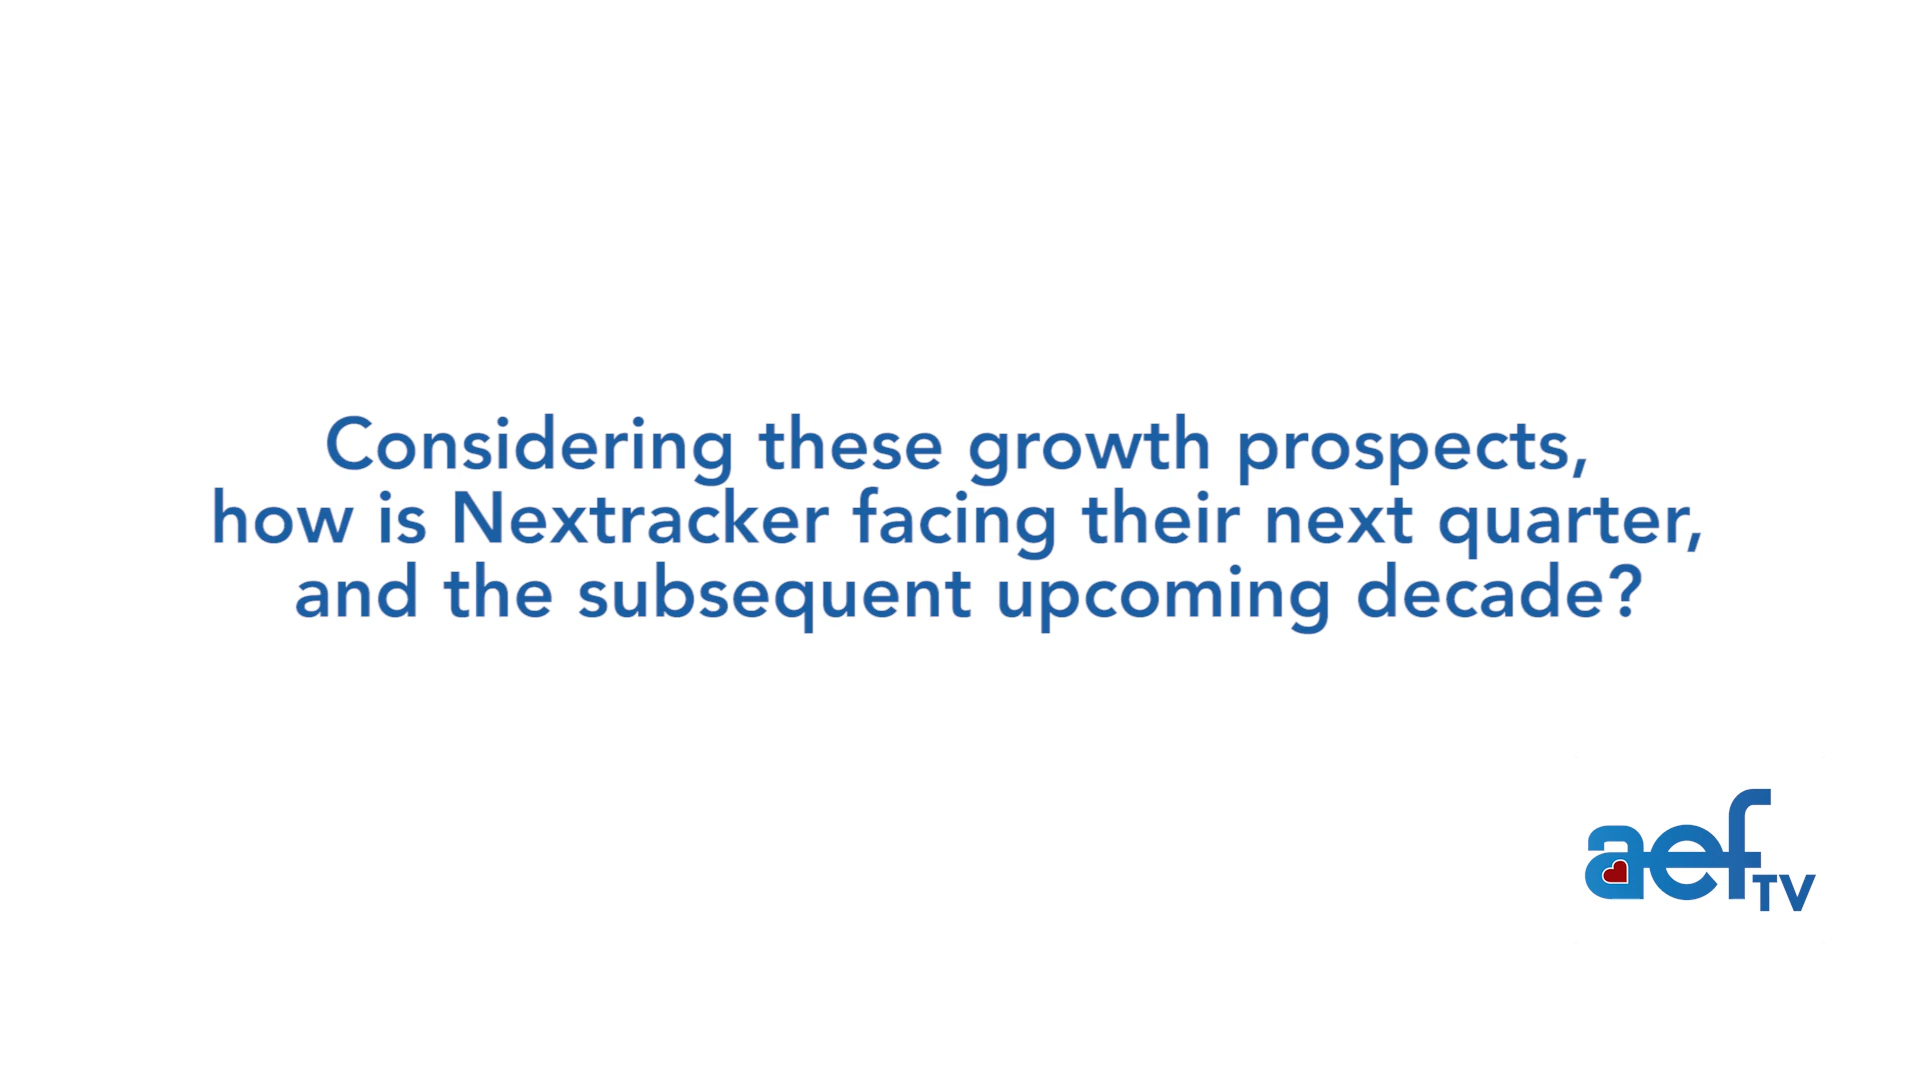 Considering these growth prospects,
how is Nextracker facing their next quarter,
and the subsequent upcoming decade?
aef TV